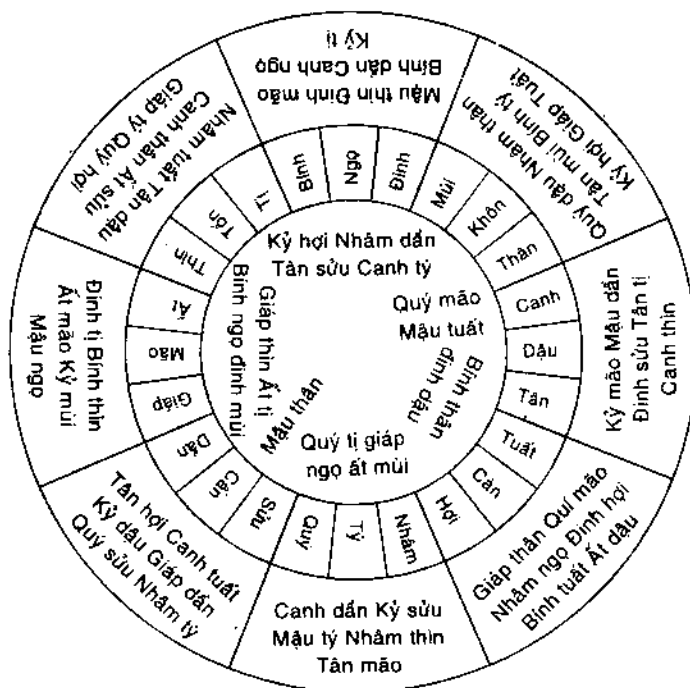 Mậu thìn Đinh mão
Bính dần Canh ngọ
Kỷ tị
Quý dậu Nhâm thân
Tân mùi Bính tý
Kỷ hợi Giáp Tuất
Kỷ mão Mậu dần
Đinh sửu Tân tị
Canh thìn
Giáp thân Quí mão
Nhâm ngọ Đinh hợi
Bính tuất Ất dậu
Canh dần Kỷ sửu
Mậu tý Nhâm thìn
Tân mão
Tân hợi Canh tuất
Kỷ dậu Giáp dần
Quý sửu Nhâm tý
Đinh tị Bính thìn
Ất mão Kỷ mùi
Mậu ngọ
Nhâm tuất Tân dậu
Canh thân Ất sửu
Giáp tý Quý hợi
Bính
Ngọ
Đinh
Mùi
Khôn
Thân
Canh
Dậu
Tân
Tuất
Càn
Hợi
Nhâm
Tý
Quý
Sửu
Cấn
Dần
Giáp
Mão
Ất
Thìn
Tốn
Tị
Kỷ hợi Nhâm dần
Tân sửu Canh tý
Quý mão
Mậu tuất
Bính thân
đinh dậu
Quý tị giáp
ngọ ất mùi
Mậu thân
Giáp thìn Ất tị
Bính ngọ đinh mùi